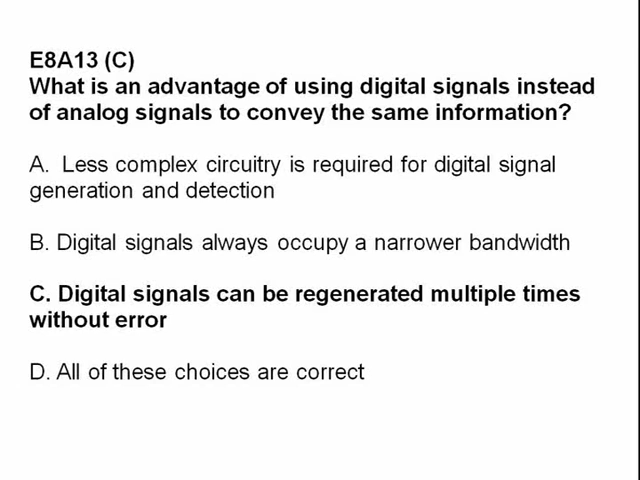 E8A13 (C)
What is an advantage of using digital signals instead
of analog signals to convey the same information?
A. Less complex circuitry is required for digital signal
generation and detection
B. Digital signals always occupy a narrower bandwidth
C. Digital signals can be regenerated multiple times
without error
D. All of these choices are correct